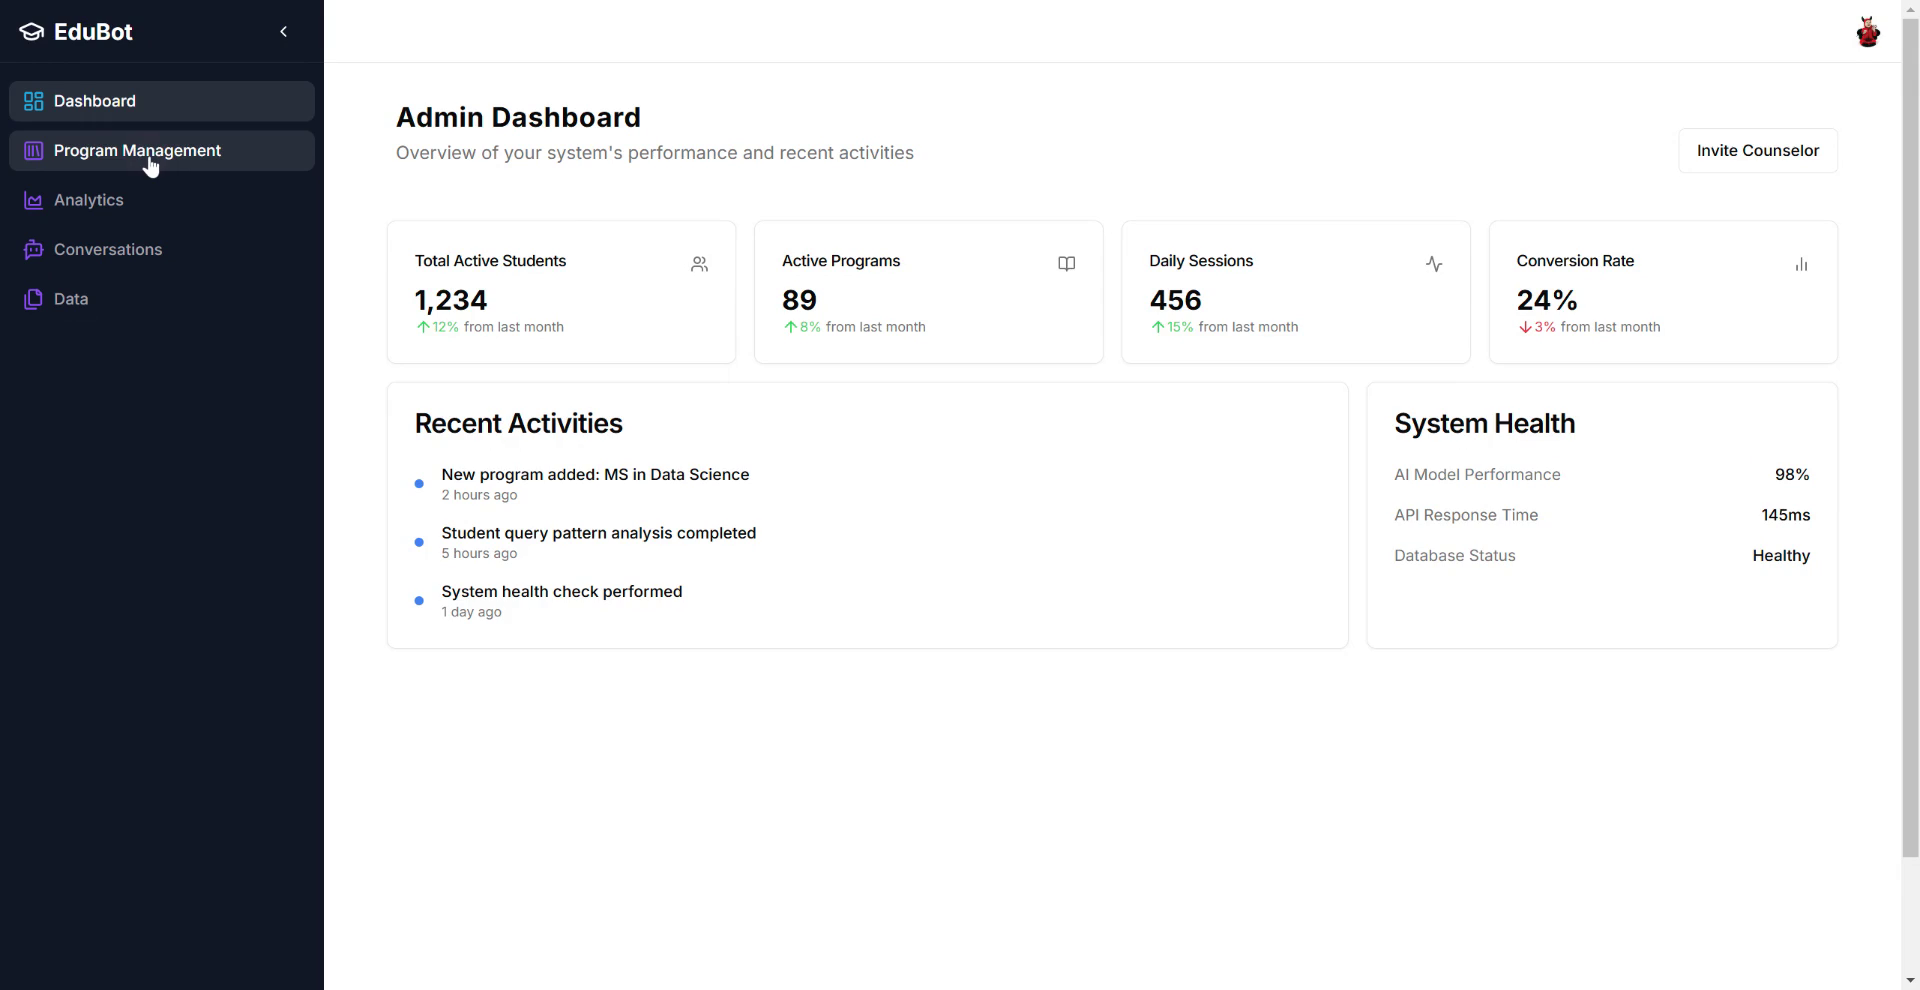 EduBot
Dashboard
Program Management
Analytics
Conversations
Data
Admin Dashboard
Overview of your system's performance and recent activities
Invite Counselor
Total Active Students
1,234
12% from last month
Active Programs
89
8% from last month
Daily Sessions
456
15% from last month
Conversion Rate
24%
3% from last month
Recent Activities
New program added: MS in Data Science
2 hours ago
Student query pattern analysis completed
5 hours ago
System health check performed
1 day ago
System Health
AI Model Performance 98%
API Response Time 145ms
Database Status Healthy